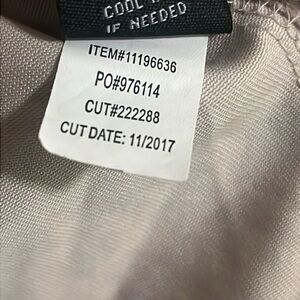 COOL
IF NEEDED
ITEM#11196636
PO#976114
CUT#222288
CUT DATE: 11/2017